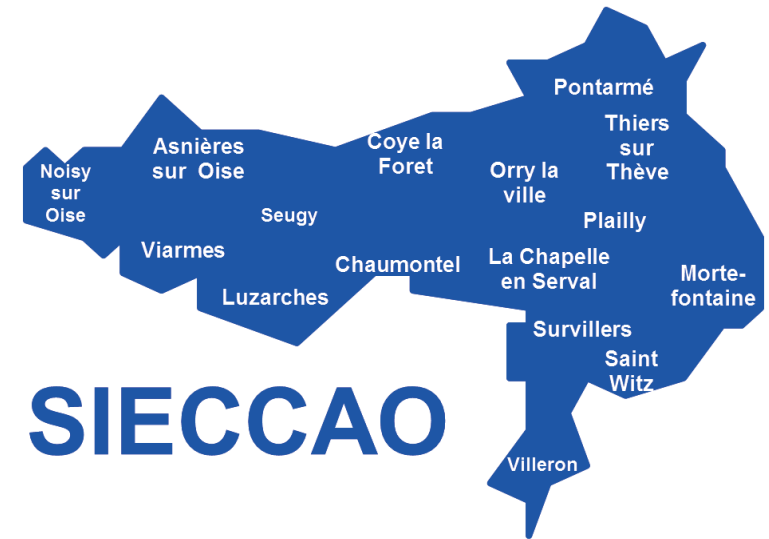 Pontarmé
Thiers
sur
Thève
Asnières
sur Oise
Coye la
Foret
Noisy
sur
Oise
Orry la
ville
Seugy
Plailly
Viarmes
Chaumontel
La Chapelle
en Serval
Morte-
fontaine
Luzarches
Survillers
Saint
Witz
SIECCAO
Villeron